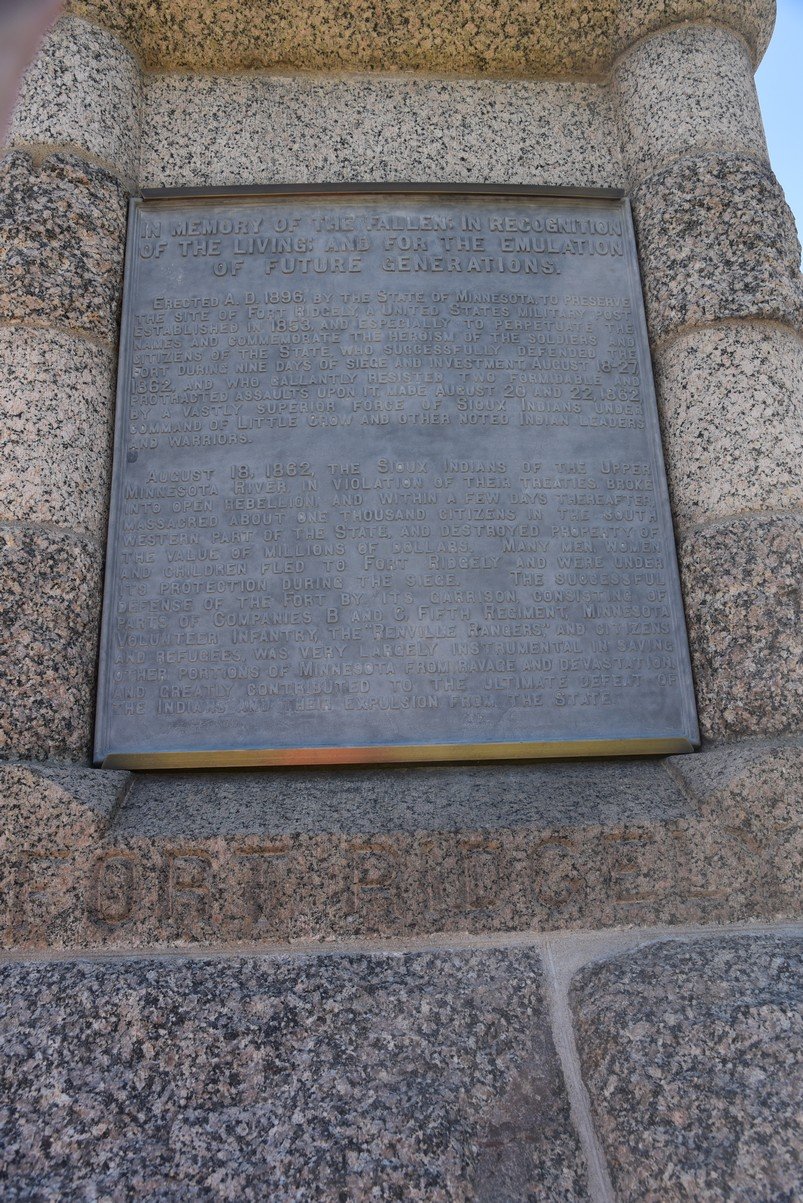 IN MEMORY OF THE FALLEN; IN RECOGNITION
OF THE LIVING; AND FOR THE EMULATION
OF FUTURE GENERATIONS.
ERECTED A. D. 1896, BY THE STATE OF MINNESOTA TO PRESERVE
THE SITE OF FORT RIDGELY, A UNITED STATES MILITARY POST
ESTABLISHED IN 1853, AND ESPECIALLY TO PERPETUATE THE
NAMES AND COMMEMORATE THE HEROISM OF THE SOLDIERS AND
CITIZENS OF THE STATE, WHO SUCCESSFULLY DEFENDED THE
FORT DURING NINE DAYS OF SIEGE AND INVESTMENT, AUGUST 18-27
1862, AND WHO GALLANTLY RESISTED TWO FORMIDABLE AND
PROTRACTED ASSAULTS UPON IT, MADE AUGUST 20 AND 22, 1862
BY A VASTLY SUPERIOR FORCE OF SIOUX INDIANS UNDER
COMMAND OF LITTLE CROW AND OTHER NOTED INDIAN LEADERS
AND WARRIORS.
AUGUST 18, 1862, THE SIOUX INDIANS OF THE UPPER
MINNESOTA RIVER, IN VIOLATION OF THEIR TREATIES, BROKE
INTO OPEN REBELLION, AND WITHIN A FEW DAYS THEREAFTER
MASSACRED ABOUT ONE THOUSAND CITIZENS IN THE SOUTH
WESTERN PART OF THE STATE, AND DESTROYED PROPERTY OF
THE VALUE OF MILLIONS OF DOLLARS. MANY MEN, WOMEN
AND CHILDREN FLED TO FORT RIDGELY AND WERE UNDER
ITS PROTECTION DURING THE SIEGE. THE SUCCESSFUL
DEFENSE OF THE FORT BY ITS GARRISON, CONSISTING OF
PARTS OF COMPANIES B AND C, FIFTH REGIMENT, MINNESOTA
VOLUNTEER INFANTRY, THE "RENVILLE RANGERS," AND CITIZENS
AND REFUGEES, WAS VERY LARGELY INSTRUMENTAL IN SAVING
OTHER PORTIONS OF MINNESOTA FROM RAVAGE AND DEVASTATION,
AND GREATLY CONTRIBUTED TO THE ULTIMATE DEFEAT OF
THE INDIANS AND THEIR EXPULSION FROM THE STATE.
FORT RIDGELY